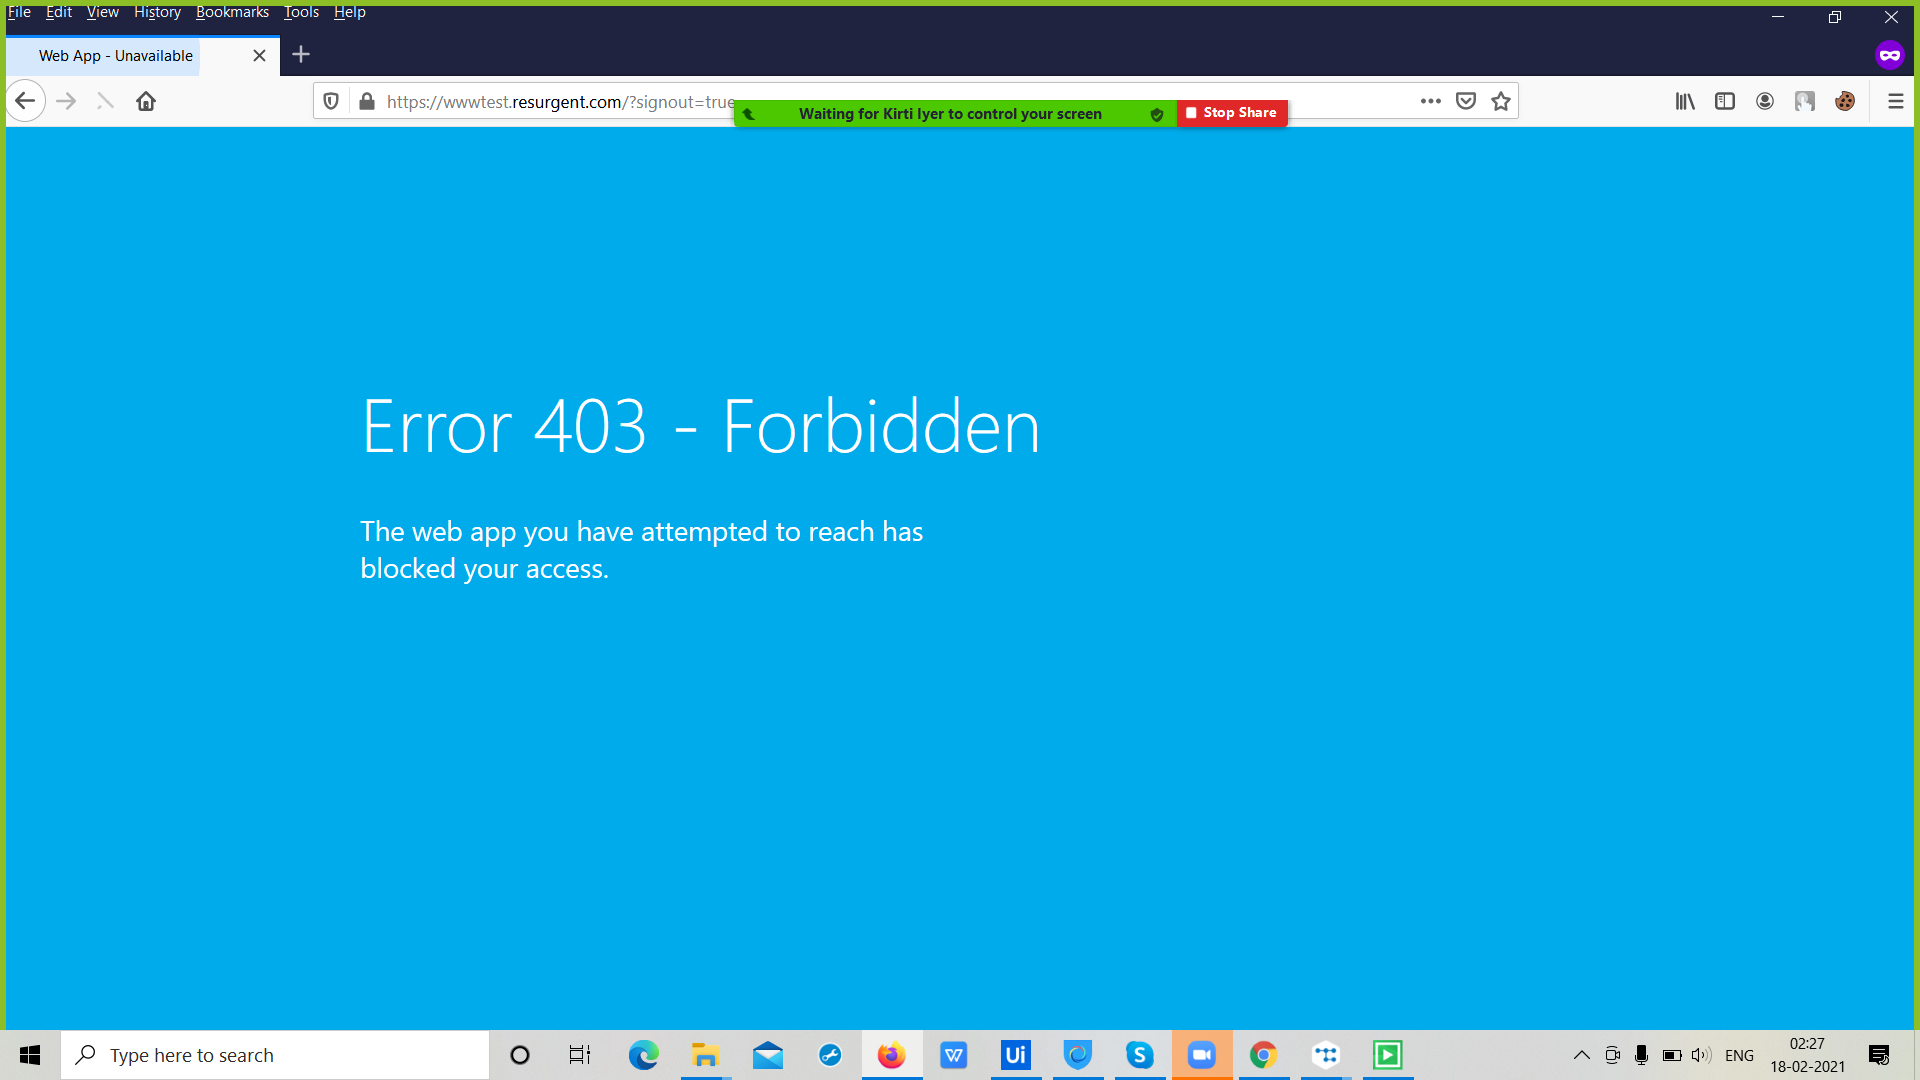 File Edit View History Bookmarks Tools Help
Web App - Unavailable
https://wwwtest.resurgent.com/?signout=true
Waiting for Kirti Iyer to control your screen
Stop Share
Error 403 - Forbidden
The web app you have attempted to reach has
blocked your access.
Type here to search
W
Ui
S
ENG
02:27
18-02-2021